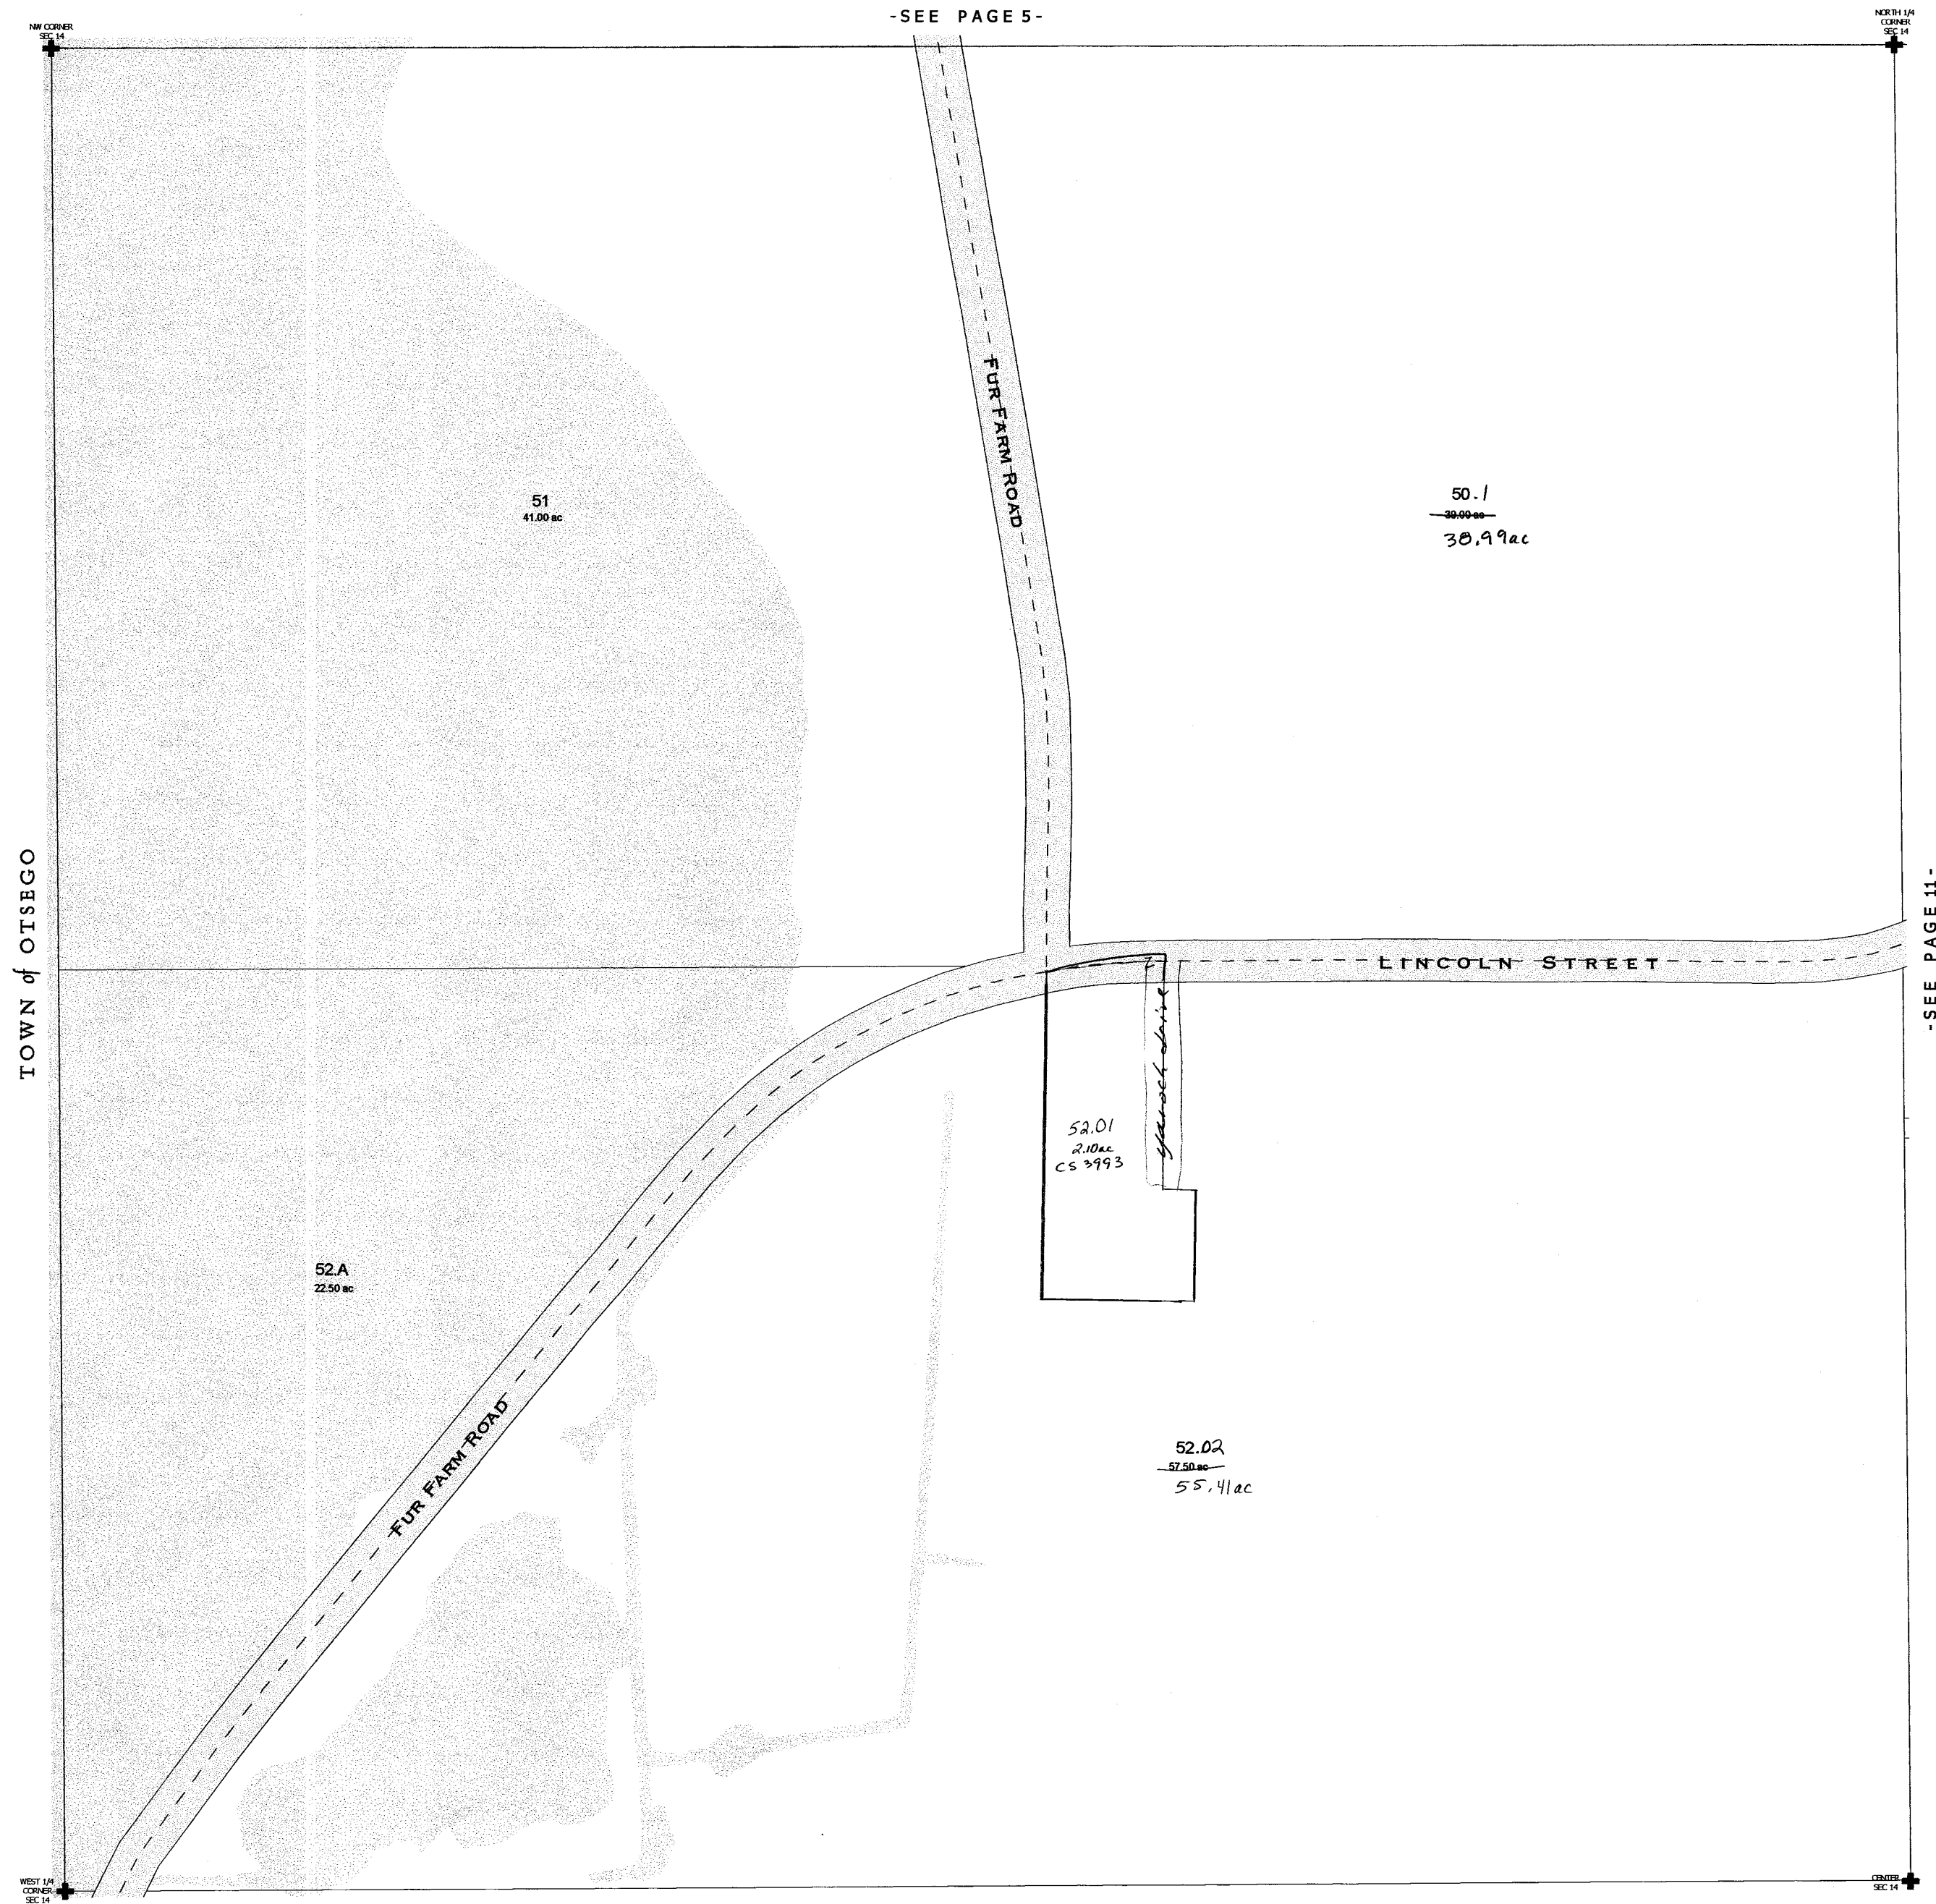 -SEE PAGE 5-
NW CORNER
SEC 14
NORTH 1/4
CORNER
SEC 14
FUR FARM ROAD
51
41.00 ac
50.1
39.00 ac
38.99ac
TOWN of OTSEGO
-SEE PAGE 11-
LINCOLN STREET
52.01
2.10ac
CS 3993
drive
52.A
22.50 ac
FUR FARM ROAD
52.02
57.50 ac
55.41ac
WEST 1/4
CORNER
SEC 14
CENTER
SEC 14